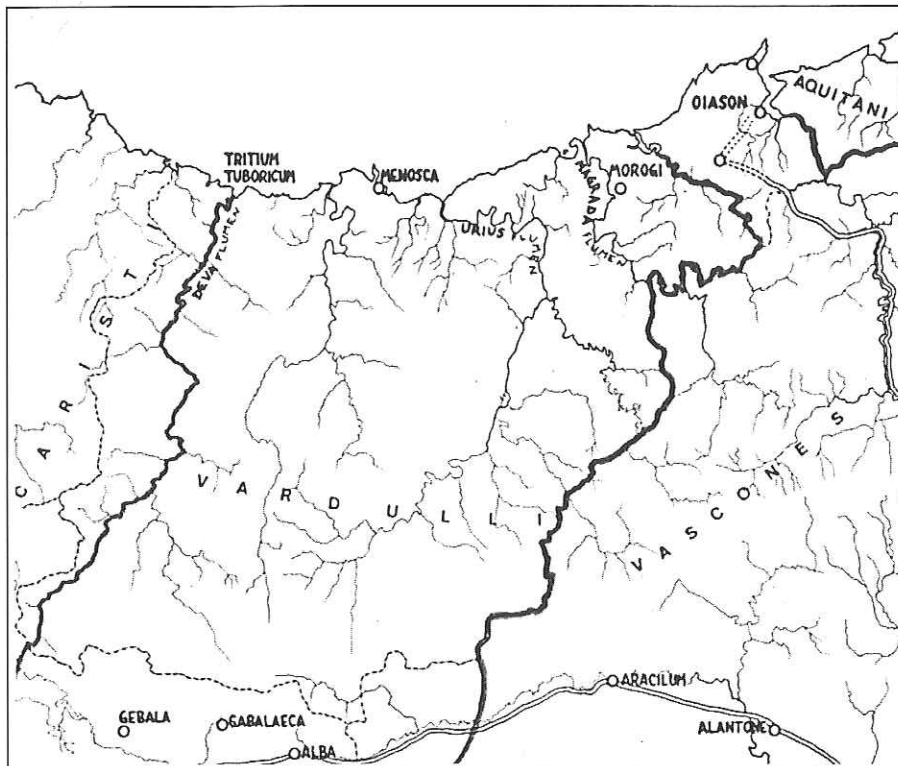 AQUITANI
OIASON
TRITIUM
TUBORICUM
MENOSCA
MOROGI
MAGRADA FLUMEN
URIUS FLUMEN
DEVA FLUMEN
CARISTI
VARDULLI
VASCONES
ARACILUM
GEBALA
GABALAECA
ALANTONE
ALBA